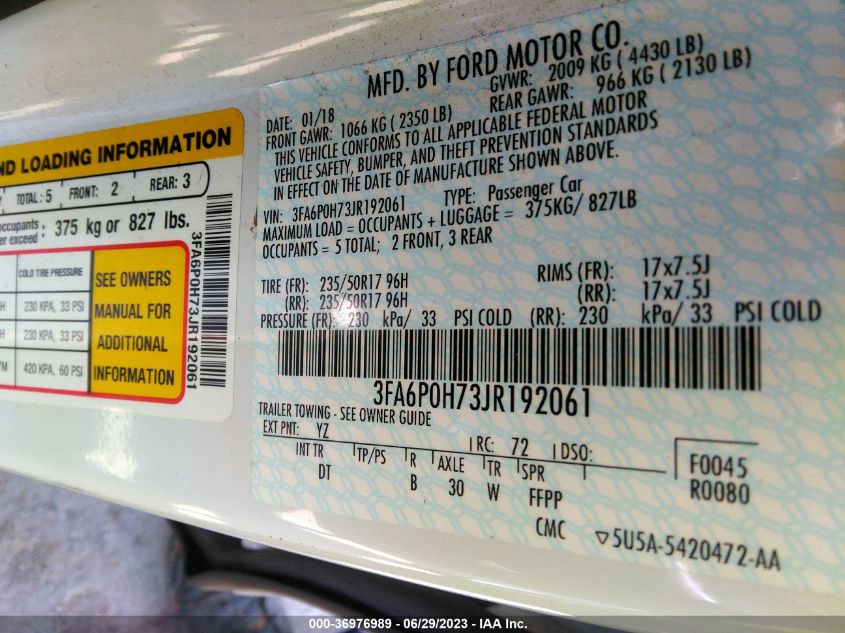 ND LOADING INFORMATION
TOTAL: 5 FRONT: 2 REAR: 3
occupants
er exceed : 375 kg or 827 lbs.
COLD TIRE PRESSURE
230 KPA, 33 PSI
230 KPA, 33 PSI
420 KPA, 60 PSI
SEE OWNERS
MANUAL FOR
ADDITIONAL
INFORMATION
3FA6P0H73JR192061
MFD. BY FORD MOTOR CO.
DATE: 01/18 GVWR: 2009 KG ( 4430 LB)
FRONT GAWR: 1066 KG ( 2350 LB) REAR GAWR: 966 KG ( 2130 LB)
THIS VEHICLE CONFORMS TO ALL APPLICABLE FEDERAL MOTOR
VEHICLE SAFETY, BUMPER, AND THEFT PREVENTION STANDARDS
IN EFFECT ON THE DATE OF MANUFACTURE SHOWN ABOVE.
VIN: 3FA6P0H73JR192061 TYPE: Passenger Car
MAXIMUM LOAD = OCCUPANTS + LUGGAGE = 375KG/ 827LB
OCCUPANTS = 5 TOTAL; 2 FRONT, 3 REAR
TIRE (FR): 235/50R17 96H RIMS (FR): 17x7.5J
(RR): 235/50R17 96H (RR): 17x7.5J
PRESSURE (FR): 230 kPa/ 33 PSI COLD (RR): 230 kPa/ 33 PSI COLD
3FA6P0H73JR192061
TRAILER TOWING - SEE OWNER GUIDE
EXT PNT: YZ RC: 72 DSO:
INT TR TP/PS R AXLE TR SPR F0045
DT B 30 W FFPP R0080
CMC ▽5U5A-5420472-AA
000-36976989 - 06/29/2023 - IAA Inc.